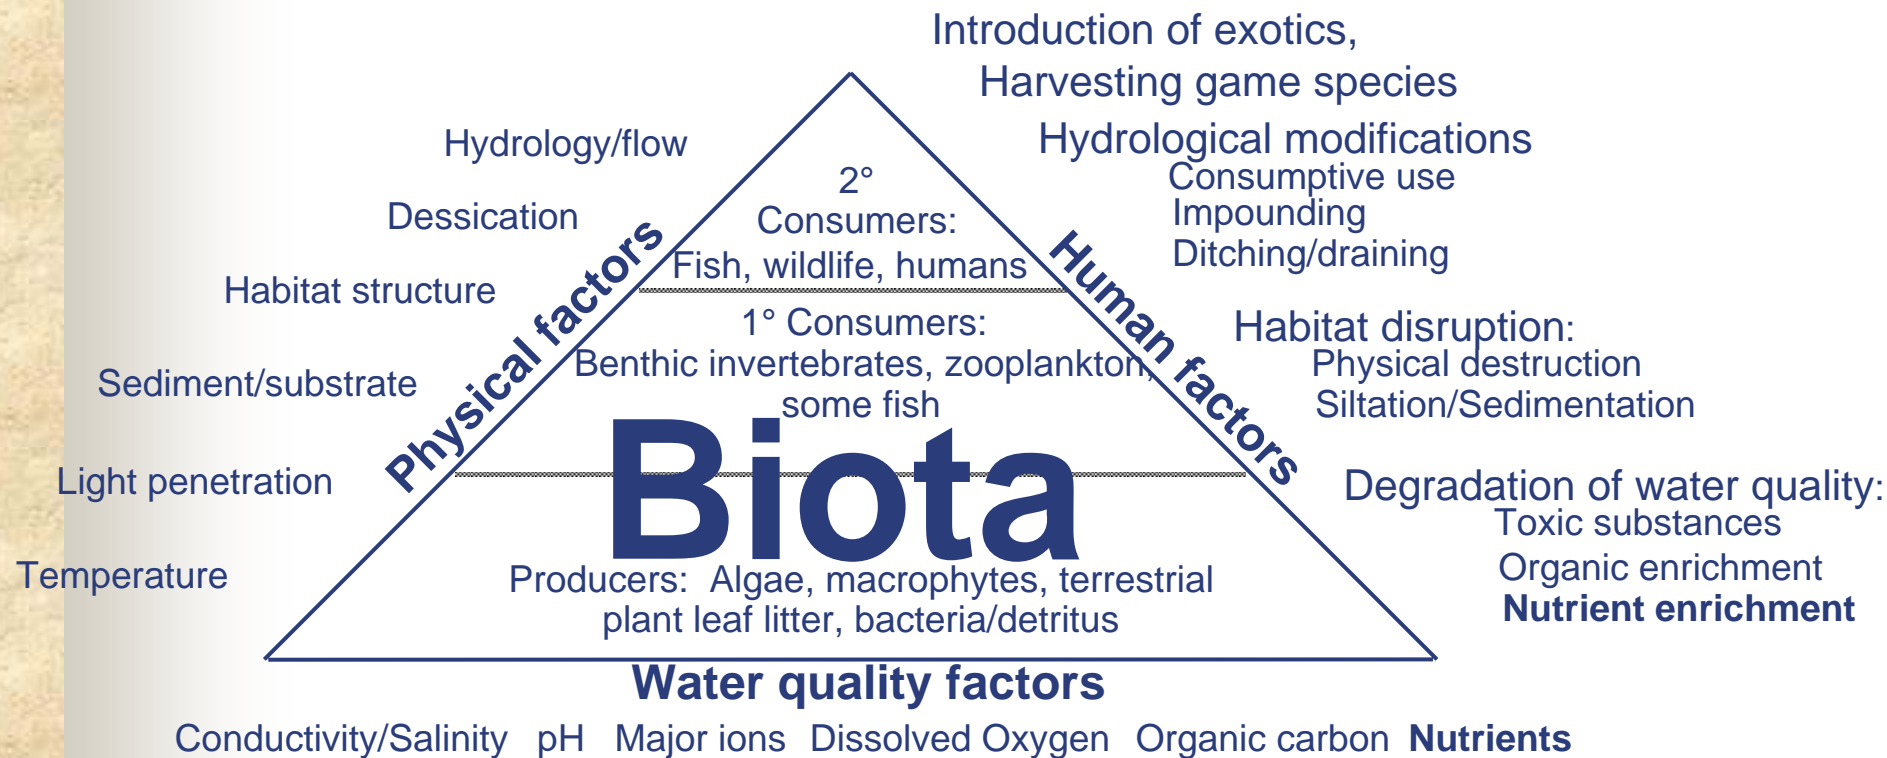 Introduction of exotics,
Harvesting game species
Hydrology/flow
Hydrological modifications
Consumptive use
Impounding
Ditching/draining
Dessication
Habitat structure
Sediment/substrate
Light penetration
Temperature
Physical factors
2°
Consumers:
Fish, wildlife, humans
1° Consumers:
Benthic invertebrates, zooplankton,
some fish
Biota
Producers: Algae, macrophytes, terrestrial
plant leaf litter, bacteria/detritus
Human factors
Habitat disruption:
Physical destruction
Siltation/Sedimentation
Degradation of water quality:
Toxic substances
Organic enrichment
Nutrient enrichment
Water quality factors
Conductivity/Salinity pH Major ions Dissolved Oxygen Organic carbon Nutrients